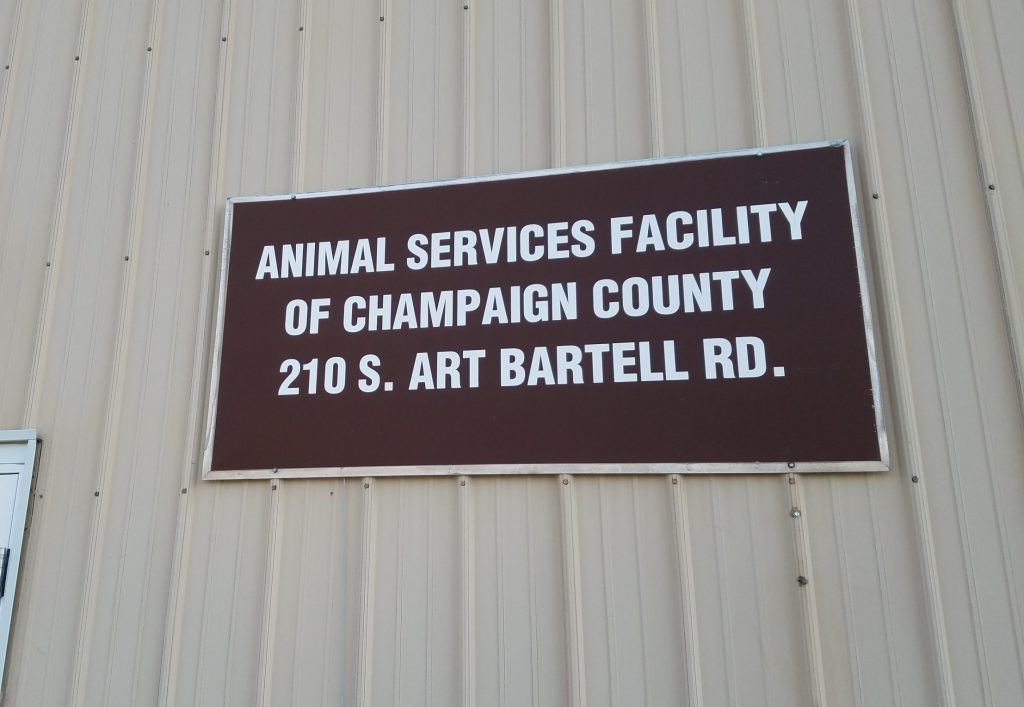 ANIMAL SERVICES FACILITY
OF CHAMPAIGN COUNTY
210 S. ART BARTELL RD.